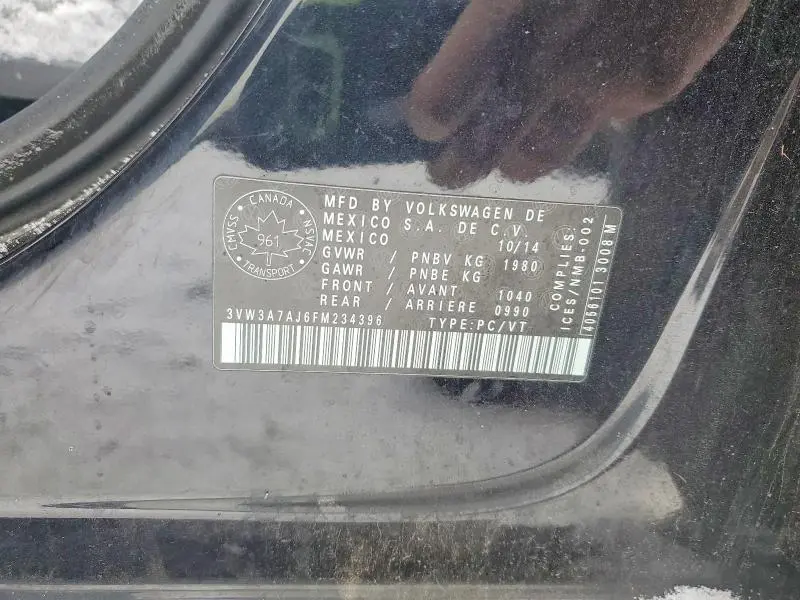 CANADA
CMVSS
NSVAC
961
TRANSPORT
MFD BY VOLKSWAGEN DE
MEXICO S.A. DE C.V.
MEXICO 10/14
GVWR / PNBV KG 1980
GAWR / PNBE KG
FRONT / AVANT 1040
REAR / ARRIERE 0990
3VW3A7AJ6FM234396 TYPE:PC/VT
COMPLIES:
ICES/NMB-002
4056101 3008 M